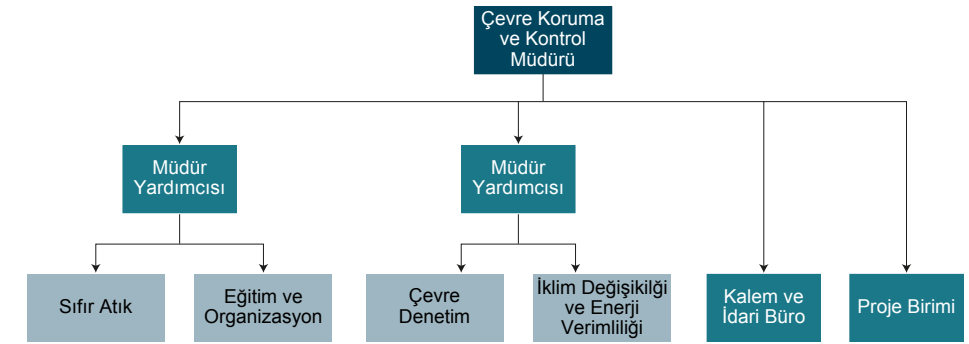 Çevre Koruma
ve Kontrol
Müdürü
Müdür
Yardımcısı
Müdür
Yardımcısı
Sıfır Atık
Eğitim ve
Organizasyon
Çevre
Denetim
İklim Değişikilğİ
ve Enerji
Verimliliği
Kalem ve
İdari Büro
Proje Birimi